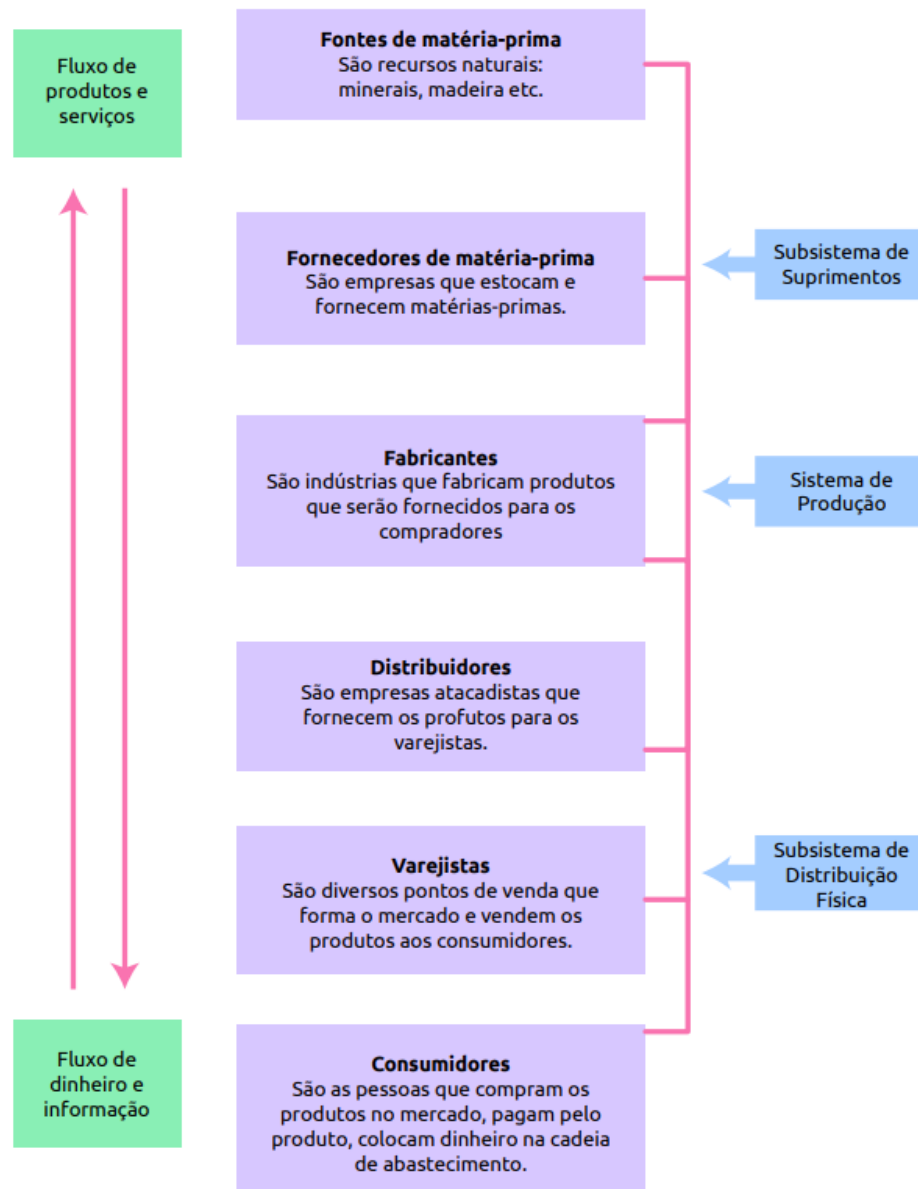 Fluxo de
produtos e
serviços
Fontes de matéria-prima
São recursos naturais:
minerais, madeira etc.
Fornecedores de matéria-prima
São empresas que estocam e
fornecem matérias-primas.
Subsistema de
Suprimentos
Fabricantes
São indústrias que fabricam produtos
que serão fornecidos para os
compradores
Sistema de
Produção
Distribuidores
São empresas atacadistas que
fornecem os profutos para os
varejistas.
Varejistas
São diversos pontos de venda que
forma o mercado e vendem os
produtos aos consumidores.
Subsistema de
Distribuição
Física
Fluxo de
dinheiro e
informação
Consumidores
São as pessoas que compram os
produtos no mercado, pagam pelo
produto, colocam dinheiro na cadeia
de abastecimento.